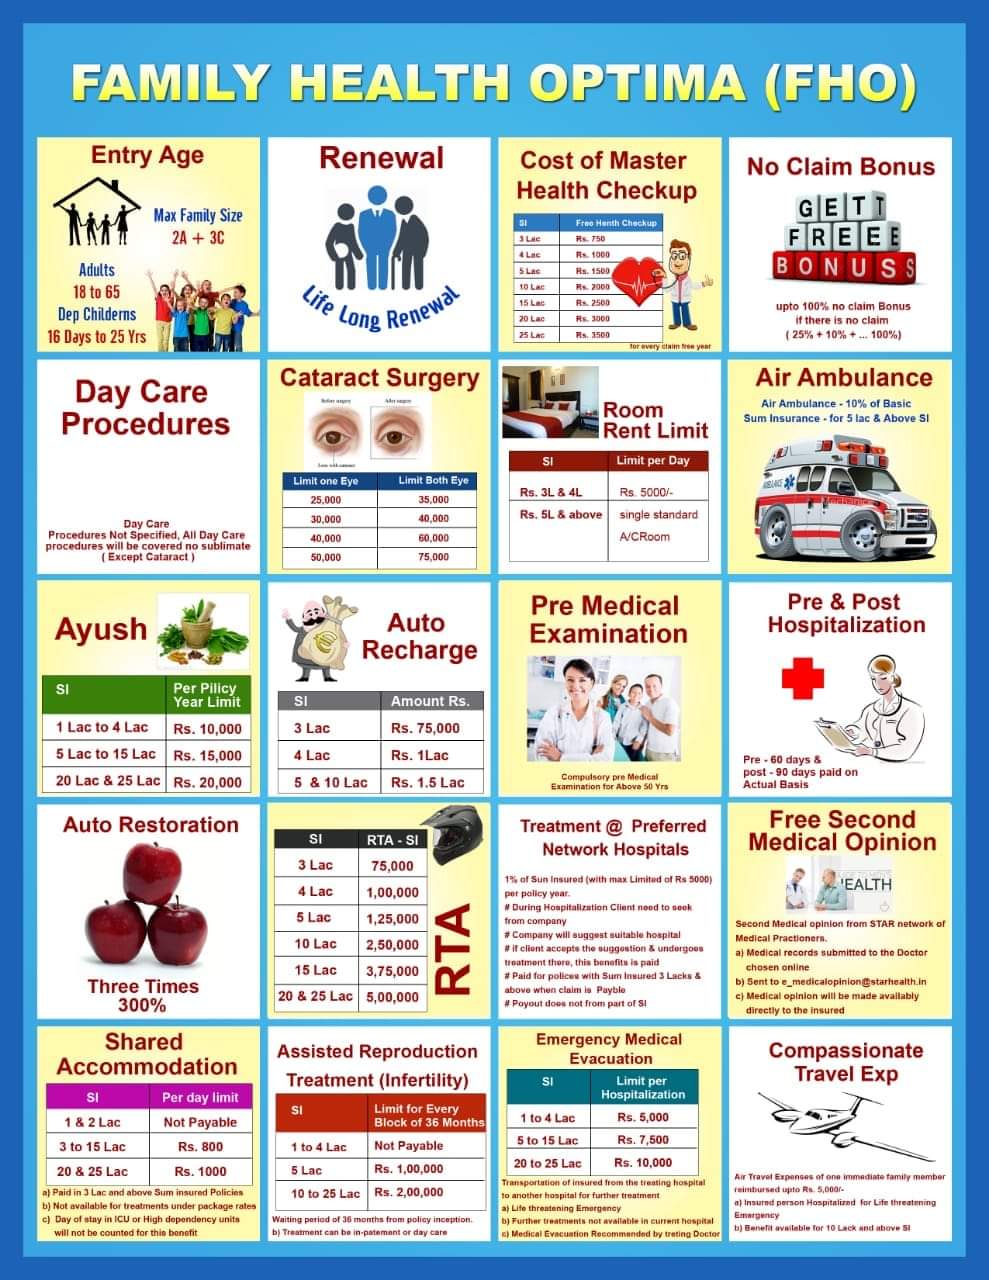 FAMILY HEALTH OPTIMA (FHO)
Entry Age
Max Family Size
2A + 3C
Adults
18 to 65
Dep Childerns
16 Days to 25 Yrs
Renewal
Life Long Renewal
Cost of Master
Health Checkup
SI Free Henth Checkup
3 Lac Rs. 750
4 Lac Rs. 1000
5 Lac Rs. 1500
10 Lac Rs. 2000
15 Lac Rs. 2500
20 Lac Rs. 3000
25 Lac Rs. 3500
for every claim free year
No Claim Bonus
GETT
FREEE
BONUSS
upto 100% no claim Bonus
if there is no claim
( 25% + 10% + ... 100%)
Day Care
Procedures
Day Care
Procedures Not Specified, All Day Care
procedures will be covered no sublimate
( Except Cataract )
Cataract Surgery
Before surgery After surgery
Limit one Eye Limit Both Eye
25,000 35,000
30,000 40,000
40,000 60,000
50,000 75,000
Room
Rent Limit
SI Limit per Day
Rs. 3L & 4L Rs. 5000/-
Rs. 5L & above single standard
A/CRoom
Air Ambulance
Air Ambulance - 10% of Basic
Sum Insurance - for 5 lac & Above SI
AMBULANCE
Ayush
SI Per Pilicy
Year Limit
1 Lac to 4 Lac Rs. 10,000
5 Lac to 15 Lac Rs. 15,000
20 Lac & 25 Lac Rs. 20,000
Auto
Recharge
SI Amount Rs.
3 Lac Rs. 75,000
4 Lac Rs. 1Lac
5 & 10 Lac Rs. 1.5 Lac
Pre Medical
Examination
Compulsory pre Medical
Examination for Above 50 Yrs
Pre & Post
Hospitalization
Pre - 60 days &
post - 90 days paid on
Actual Basis
Auto Restoration
Three Times
300%
SI RTA - SI
3 Lac 75,000
4 Lac 1,00,000
5 Lac 1,25,000
10 Lac 2,50,000
15 Lac 3,75,000
20 & 25 Lac 5,00,000
RTA
Treatment @ Preferred
Network Hospitals
1% of Sun Insured (with max Limited of Rs 5000)
per policy year.
# During Hospitalization Client need to seek
from company
# Company will suggest suitable hospital
# if client accepts the suggestion & undergoes
treatment there, this benefits is paid
# Paid for polices with Sum Insured 3 Lacks &
above when claim is Payble
# Poyout does not from part of SI
Free Second
Medical Opinion
HEALTH
Second Medical opinion from STAR network of
Medical Practioners.
a) Medical records submitted to the Doctor
chosen online
b) Sent to e_medicalopinion@starhealth.in
c) Medical opinion will be made availably
directly to the insured
Shared
Accommodation
SI Per day limit
1 & 2 Lac Not Payable
3 to 15 Lac Rs. 800
20 & 25 Lac Rs. 1000
a) Paid in 3 Lac and above Sum insured Policies
b) Not available for treatments under package rates
c) Day of stay in ICU or High dependency units
will not be counted for this benefit
Assisted Reproduction
Treatment (Infertility)
SI Limit for Every
Block of 36 Months
1 to 4 Lac Not Payable
5 Lac Rs. 1,00,000
10 to 25 Lac Rs. 2,00,000
Waiting period of 36 months from policy inception.
b) Treatment can be in-patement or day care
Emergency Medical
Evacuation
SI Limit per
Hospitalization
1 to 4 Lac Rs. 5,000
5 to 15 Lac Rs. 7,500
20 to 25 Lac Rs. 10,000
Transportation of insured from the treating hospital
to another hospital for further treatment
a) Life threatening Emergency
b) Further treatments not available in current hospital
c) Medical Evacuation Recommended by treting Doctor
Compassionate
Travel Exp
Air Travel Expenses of one immediate family member
reimbursed upto Rs. 5,000/-
a) Insured person Hospitalized for Life threatening
Emergency
b) Benefit available for 10 Lack and above SI